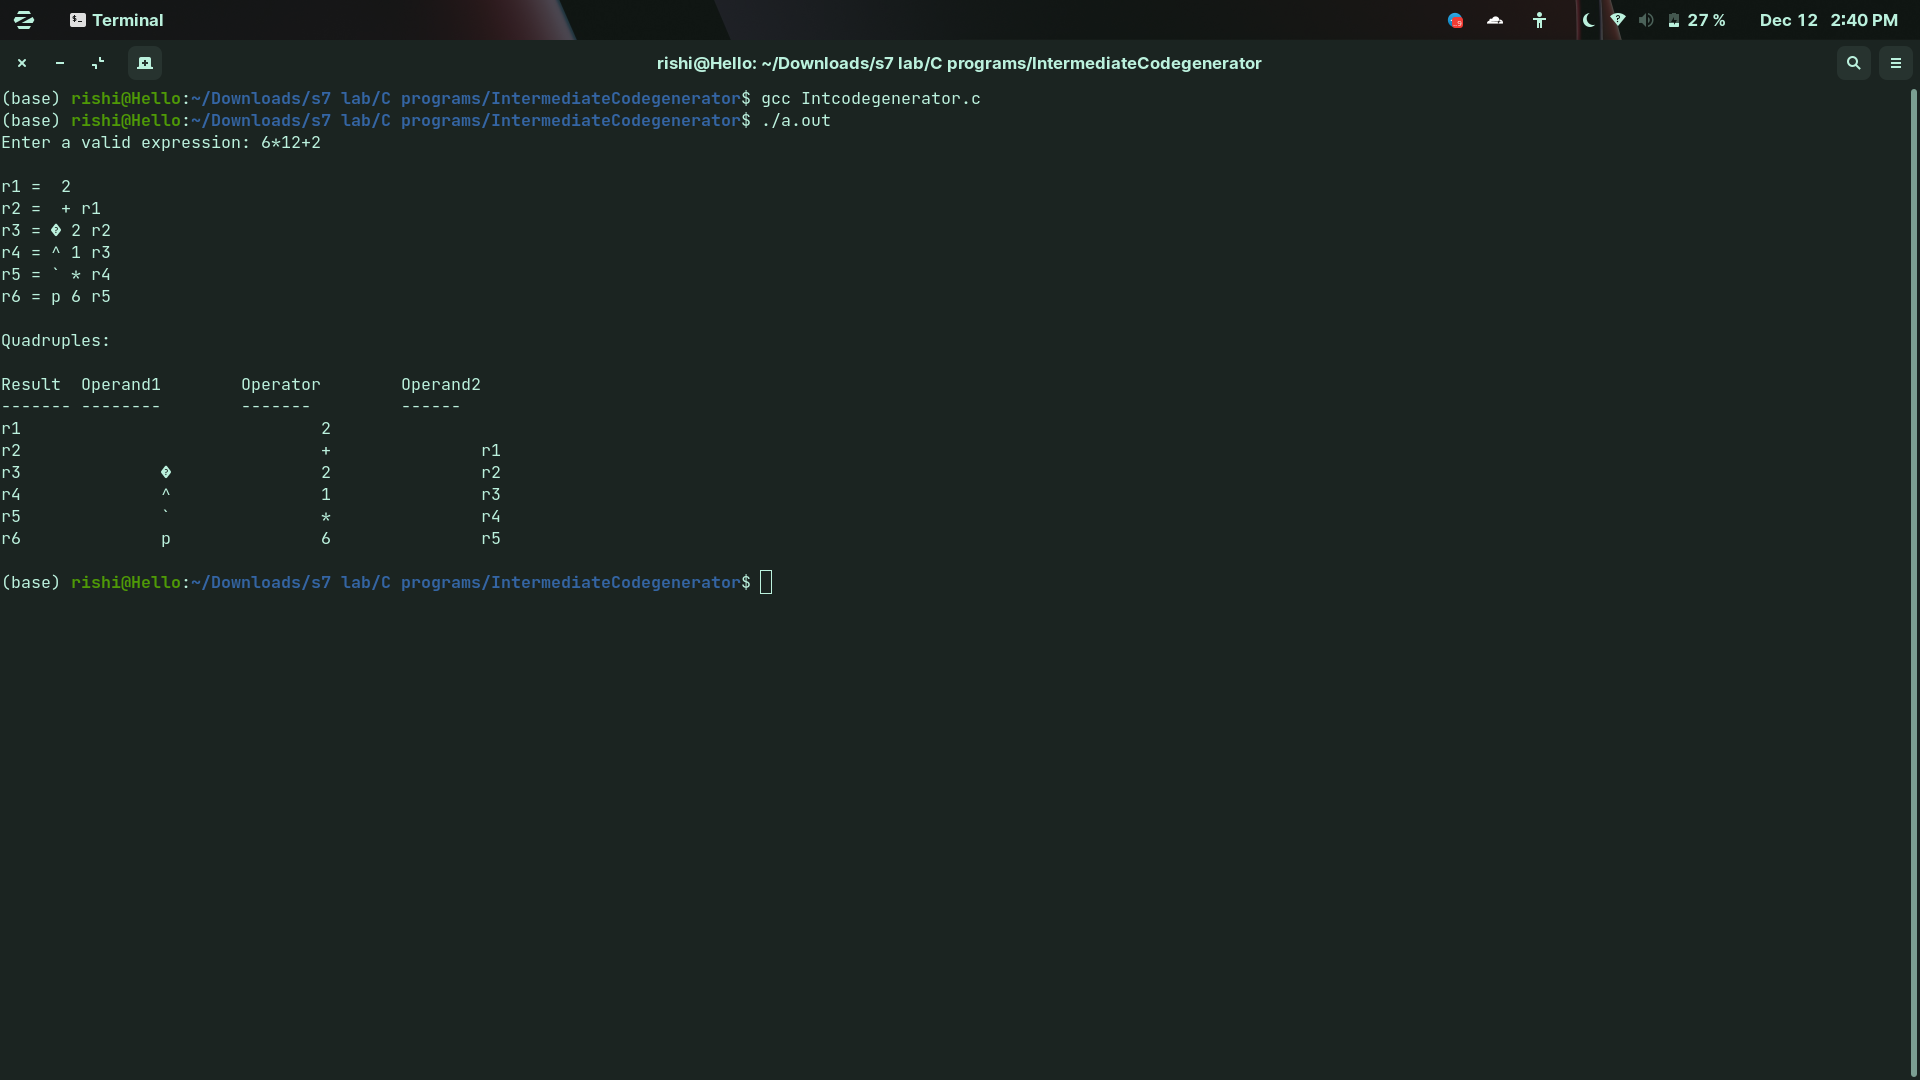 Terminal
27 %
Dec 12 2:40 PM
rishi@Hello: ~/Downloads/s7 lab/C programs/IntermediateCodegenerator
(base) rishi@Hello:~/Downloads/s7 lab/C programs/IntermediateCodegenerator$ gcc Intcodegenerator.c
(base) rishi@Hello:~/Downloads/s7 lab/C programs/IntermediateCodegenerator$ ./a.out
Enter a valid expression: 6*12+2
r1 =  2
r2 =  + r1
r3 = � 2 r2
r4 = ^ 1 r3
r5 = ` * r4
r6 = p 6 r5
Quadruples:
Result  Operand1        Operator        Operand2
------- --------        -------         ------
r1                              2
r2                              +               r1
r3              �               2               r2
r4              ^               1               r3
r5              `               *               r4
r6              p               6               r5
(base) rishi@Hello:~/Downloads/s7 lab/C programs/IntermediateCodegenerator$